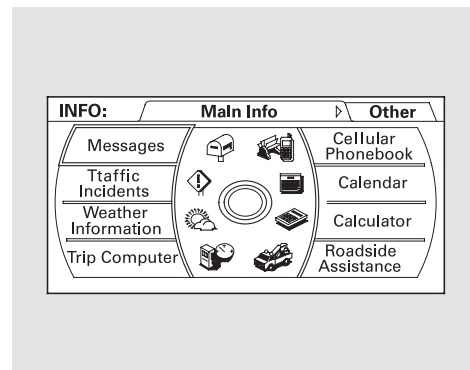 INFO: Main Info Other
Messages
Ttaffic
Incidents
Weather
Information
Trip Computer
Cellular
Phonebook
Calendar
Calculator
Roadside
Assistance